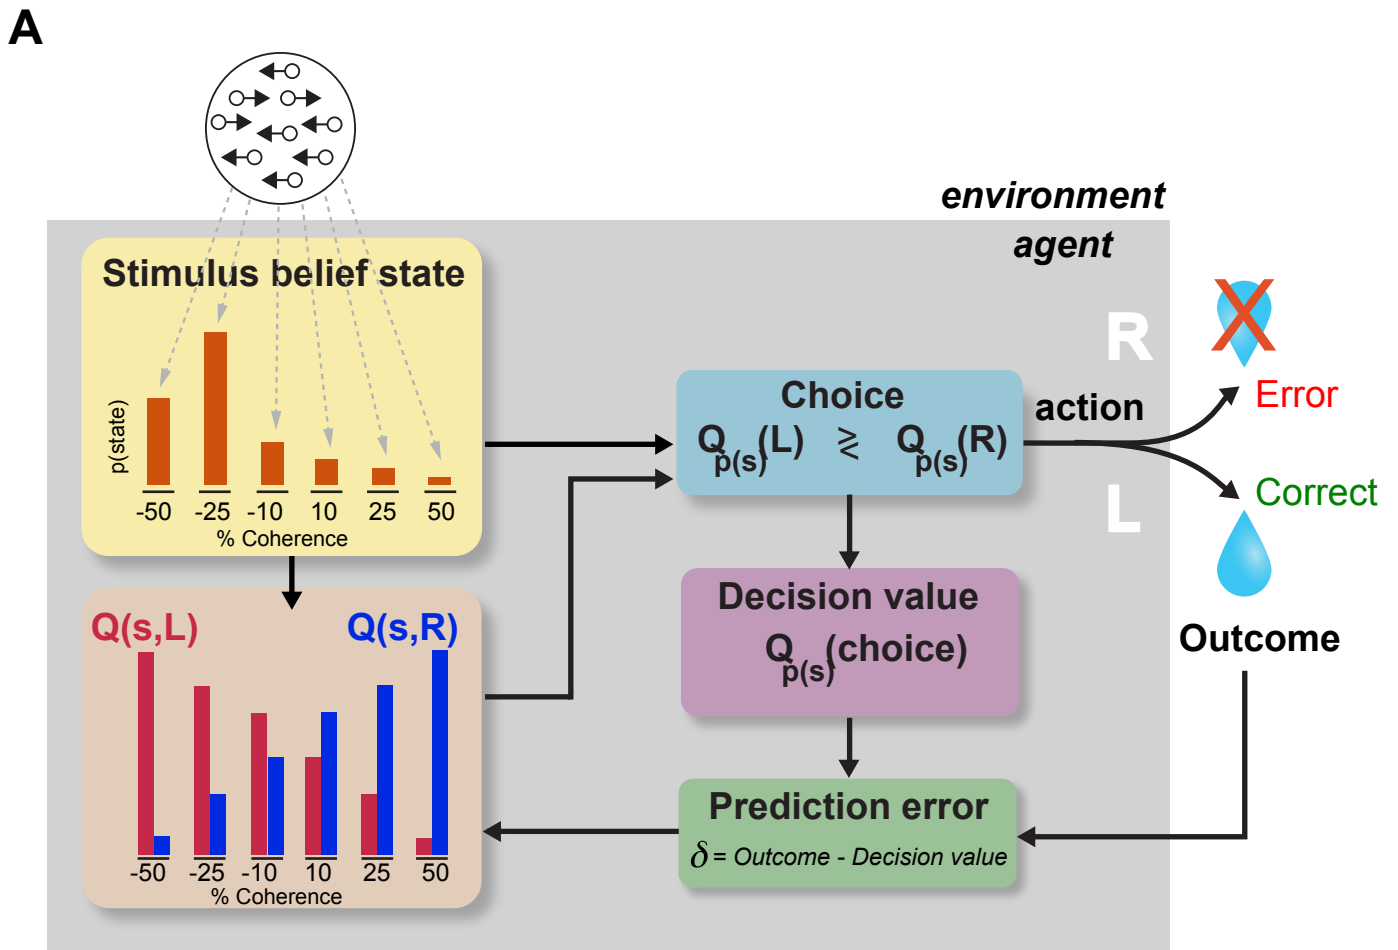 A
environment
agent
Stimulus belief state
p(state)
-50 -25 -10 10 25 50
% Coherence
Q(s,L) Q(s,R)
-50 -25 -10 10 25 50
% Coherence
Choice
Qp(s)(L) ≷ Qp(s)(R)
Decision value
Qp(s)(choice)
Prediction error
δ = Outcome - Decision value
action
R
L
Error
Correct
Outcome